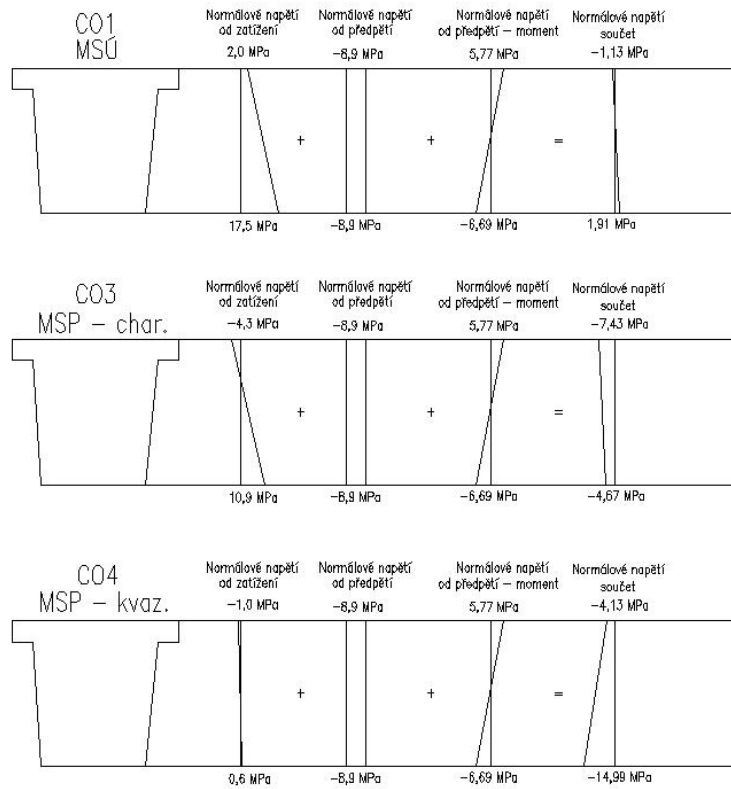 CO1
MSÚ
Normálové napětí
od zatížení
2,0 MPa
Normálové napětí
od předpětí
-8,9 MPa
Normálové napětí
od předpětí - moment
5,77 MPa
Normálové napětí
součet
-1,13 MPa
+
+
=
17,5 MPa
-8,9 MPa
-6,69 MPa
1,91 MPa
CO3
MSP - char.
Normálové napětí
od zatížení
-4,3 MPa
Normálové napětí
od předpětí
-8,9 MPa
Normálové napětí
od předpětí - moment
5,77 MPa
Normálové napětí
součet
-7,43 MPa
+
+
=
10,9 MPa
-8,9 MPa
-6,69 MPa
-4,67 MPa
CO4
MSP - kvaz.
Normálové napětí
od zatížení
-1,0 MPa
Normálové napětí
od předpětí
-8,9 MPa
Normálové napětí
od předpětí - moment
5,77 MPa
Normálové napětí
součet
-4,13 MPa
+
+
=
0,6 MPa
-8,9 MPa
-6,69 MPa
-14,99 MPa